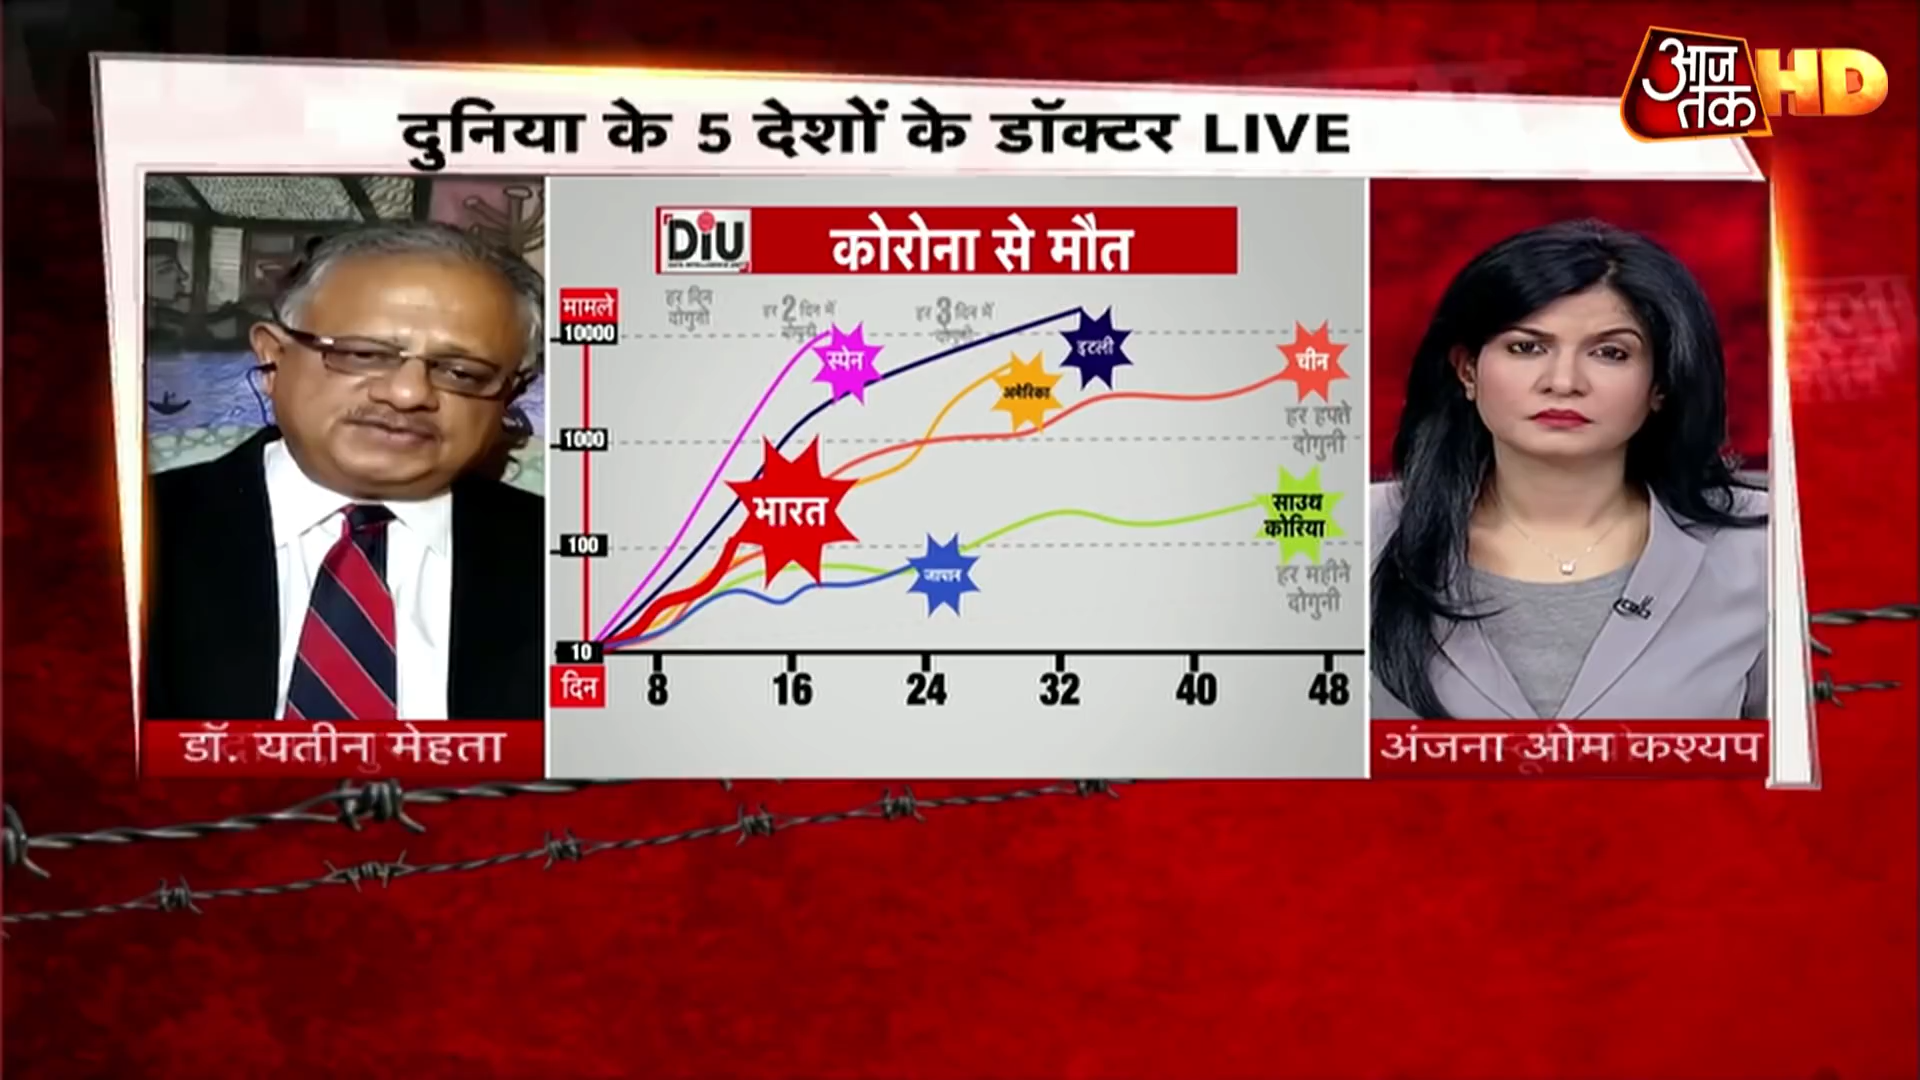 आज
तक HD
दुनिया के 5 देशों के डॉक्टर LIVE
DIU
कोरोना से मौत
मामले
हर दिन
दोगुनी
हर 2 दिन में
दोगुनी
हर 3 दिन में
दोगुनी
10000
1000
100
10
स्पेन
इटली
अमेरिका
चीन
हर हफ्ते
दोगुनी
भारत
साउथ
कोरिया
जापान
हर महीने
दोगुनी
दिन 8 16 24 32 40 48
डॉ. यतीन मेहता
अंजना ओम कश्यप